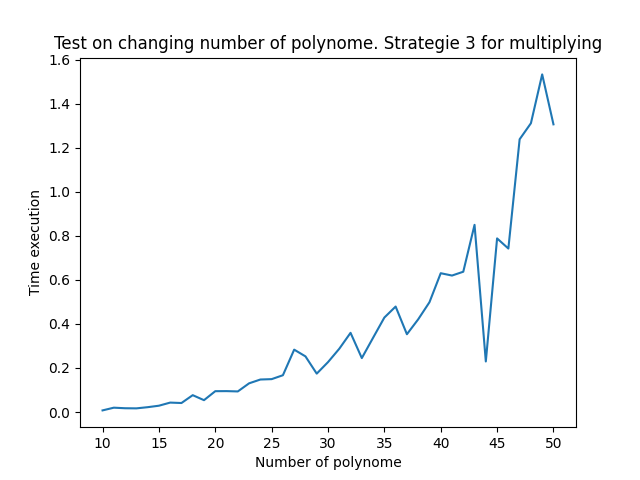 Test on changing number of polynome. Strategie 3 for multiplying
1.6
1.4
1.2
1.0
0.8
0.6
0.4
0.2
0.0
Time execution
10 15 20 25 30 35 40 45 50
Number of polynome